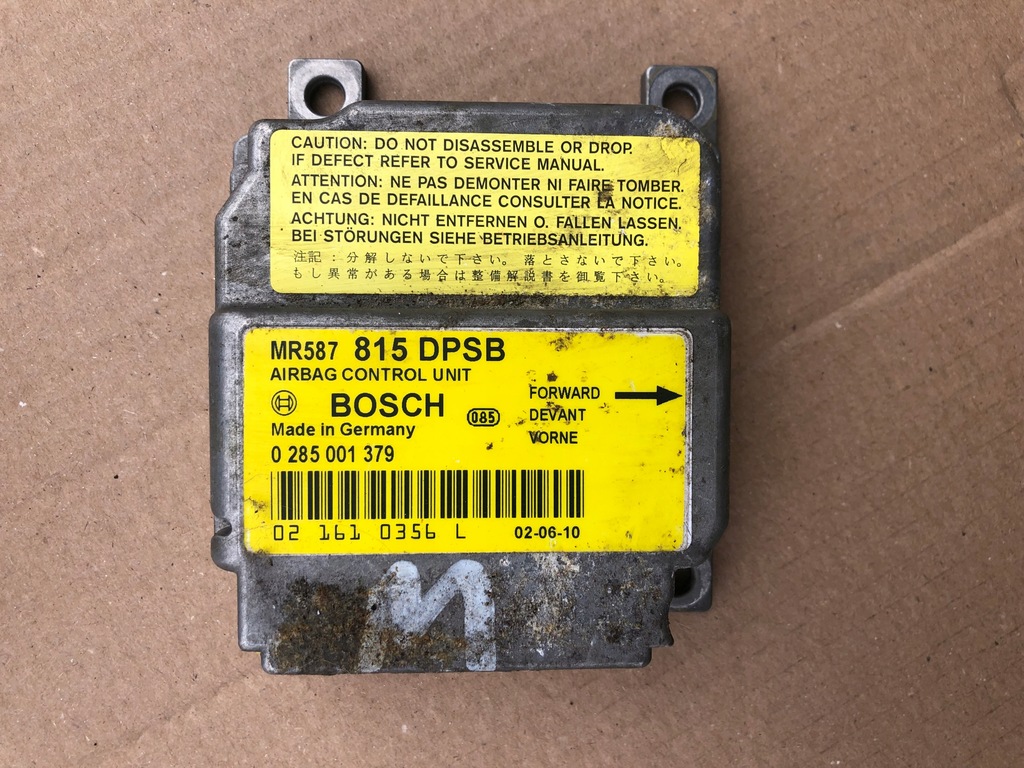 CAUTION: DO NOT DISASSEMBLE OR DROP.
IF DEFECT REFER TO SERVICE MANUAL.
ATTENTION: NE PAS DEMONTER NI FAIRE TOMBER.
EN CAS DE DEFAILLANCE CONSULTER LA NOTICE.
ACHTUNG: NICHT ENTFERNEN O. FALLEN LASSEN.
BEI STÖRUNGEN SIEHE BETRIEBSANLEITUNG.
注記：分解しないで下さい。落とさないで下さい。
もし異常がある場合は整備解説書を御覧下さい。
MR587 815 DPSB
AIRBAG CONTROL UNIT
BOSCH 085
Made in Germany
0 285 001 379
FORWARD
DEVANT
VORNE
02 161 0356 L 02-06-10
M